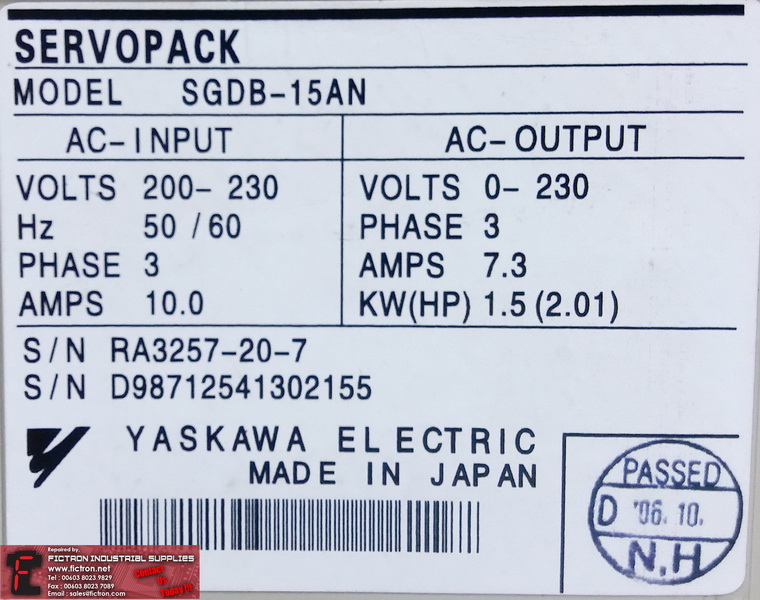 SERVOPACK
MODEL SGDB-15AN
AC-INPUT AC-OUTPUT
VOLTS 200- 230 VOLTS 0- 230
Hz 50 / 60 PHASE 3
PHASE 3 AMPS 7.3
AMPS 10.0 KW(HP) 1.5 (2.01)
S/N RA3257-20-7
S/N D98712541302155
YASKAWA ELECTRIC
MADE IN JAPAN
PASSED
D '06. 10.
N.H
Repaired by,
FICTRON INDUSTRIAL SUPPLIES
www.fictron.net
Tel : 00603 8023 9829
Fax : 00603 8023 7089
Email : sales@fictron.com
Contact
Us
TODAY!!!